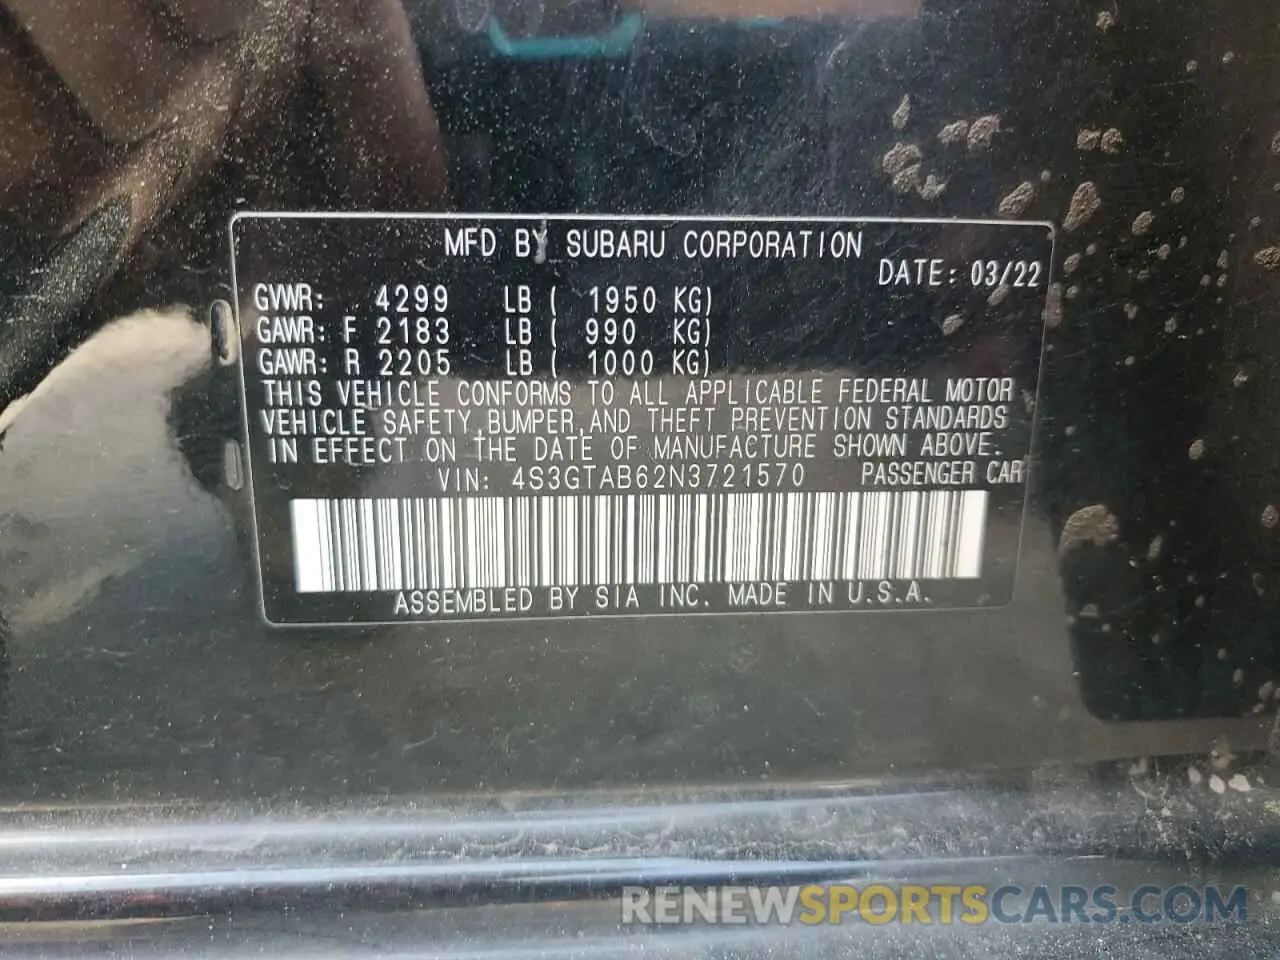 MFD BY SUBARU CORPORATION
DATE: 03/22
GVWR: 4299 LB ( 1950 KG)
GAWR: F 2183 LB ( 990 KG)
GAWR: R 2205 LB ( 1000 KG)
THIS VEHICLE CONFORMS TO ALL APPLICABLE FEDERAL MOTOR
VEHICLE SAFETY, BUMPER, AND THEFT PREVENTION STANDARDS
IN EFFECT ON THE DATE OF MANUFACTURE SHOWN ABOVE.
VIN: 4S3GTAB62N3721570 PASSENGER CAR
ASSEMBLED BY SIA INC. MADE IN U.S.A.
RENEWSPORTSCARS.COM